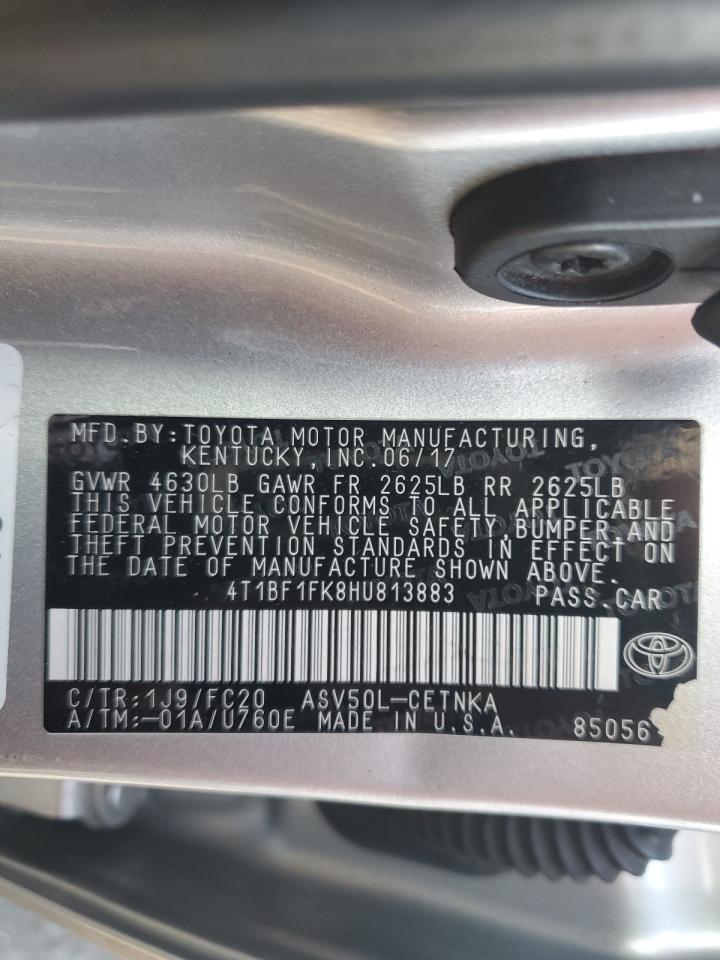 MFD.BY:TOYOTA MOTOR MANUFACTURING,
KENTUCKY,INC.06/17
GVWR 4630LB GAWR FR 2625LB RR 2625LB
THIS VEHICLE CONFORMS TO ALL APPLICABLE
FEDERAL MOTOR VEHICLE SAFETY,BUMPER,AND
THEFT PREVENTION STANDARDS IN EFFECT ON
THE DATE OF MANUFACTURE SHOWN ABOVE.
4T1BF1FK8HU813883 PASS.CAR
C/TR:1J9/FC20 ASV50L-CETNKA
A/TM:-01A/U760E MADE IN U.S.A. 85056